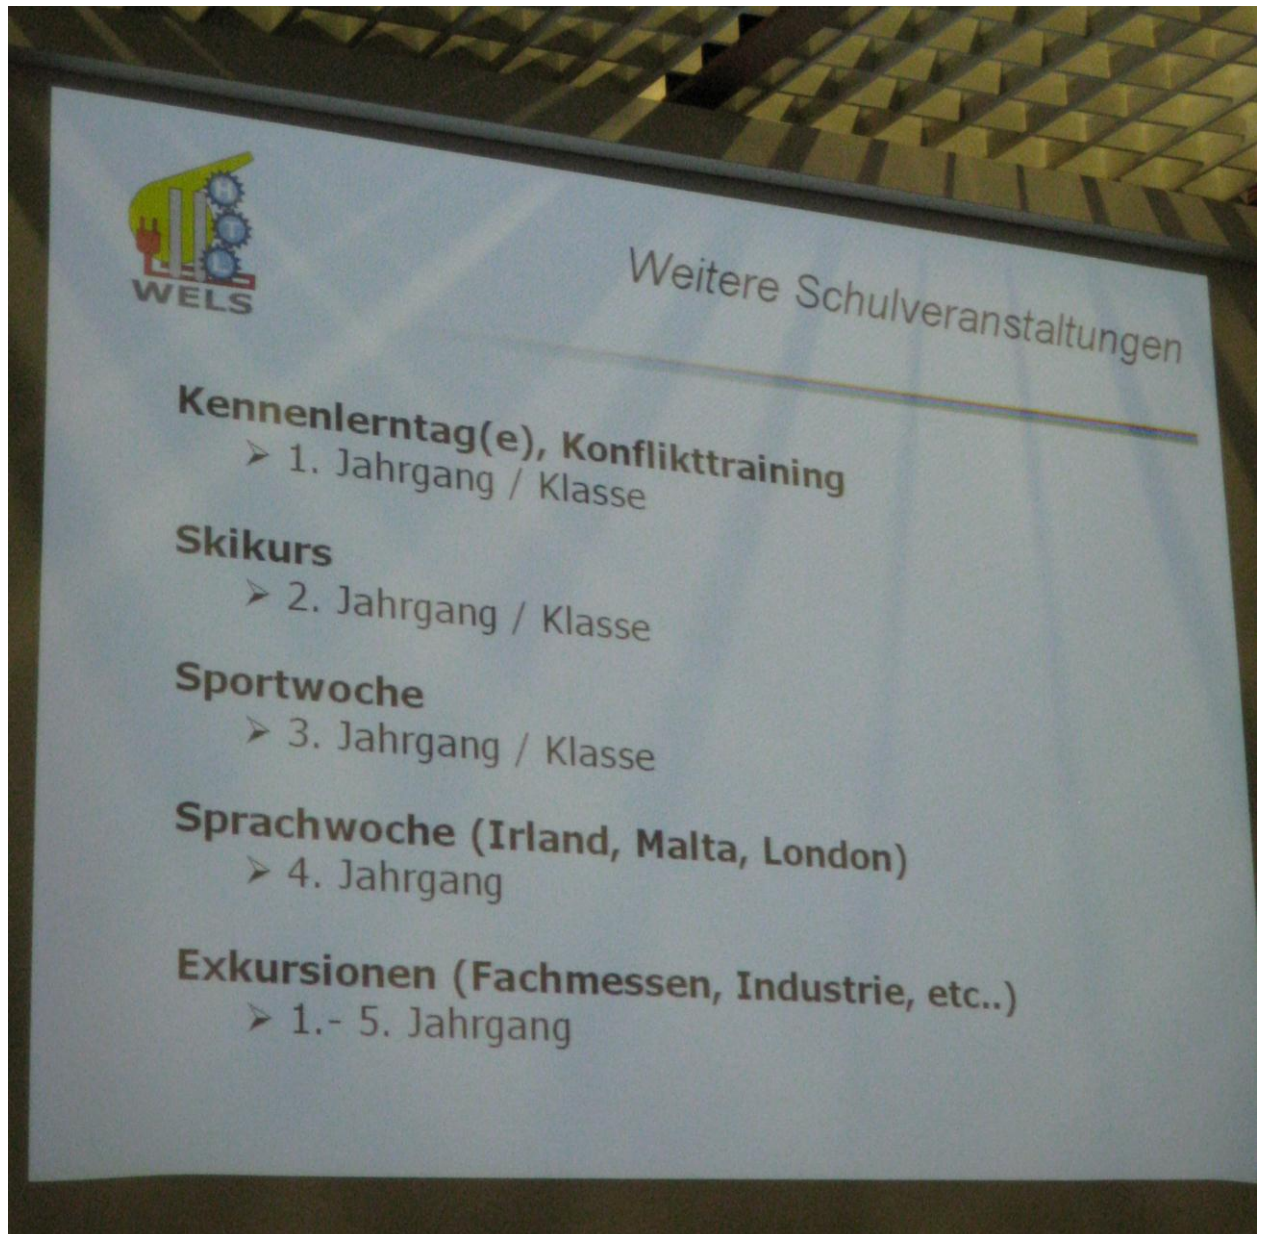 H
T
L
WELS
Weitere Schulveranstaltungen
Kennenlerntag(e), Konflikttraining
➢ 1. Jahrgang / Klasse
Skikurs
➢ 2. Jahrgang / Klasse
Sportwoche
➢ 3. Jahrgang / Klasse
Sprachwoche (Irland, Malta, London)
➢ 4. Jahrgang
Exkursionen (Fachmessen, Industrie, etc..)
➢ 1.- 5. Jahrgang